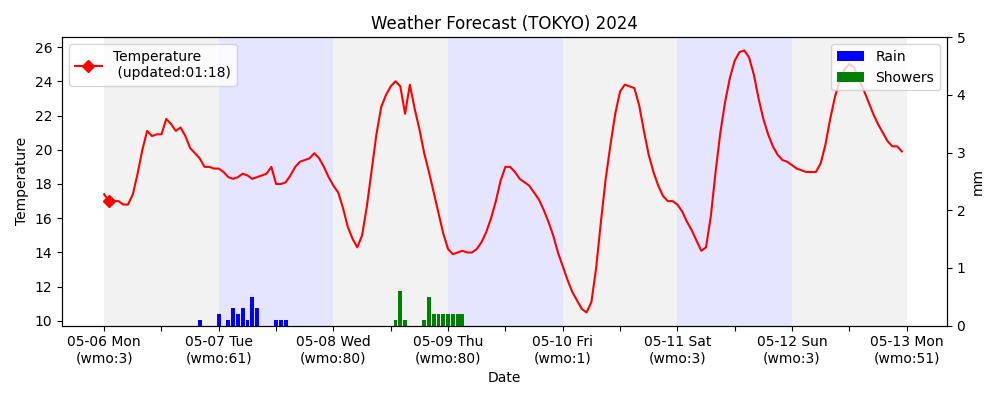 Weather Forecast (TOKYO) 2024
Temperature
(updated:01:18)
Rain
Showers
Temperature
26
24
22
20
18
16
14
12
10
5
4
3
2
1
0
mm
05-06 Mon
(wmo:3)
05-07 Tue
(wmo:61)
05-08 Wed
(wmo:80)
05-09 Thu
(wmo:80)
05-10 Fri
(wmo:1)
05-11 Sat
(wmo:3)
05-12 Sun
(wmo:3)
05-13 Mon
(wmo:51)
Date